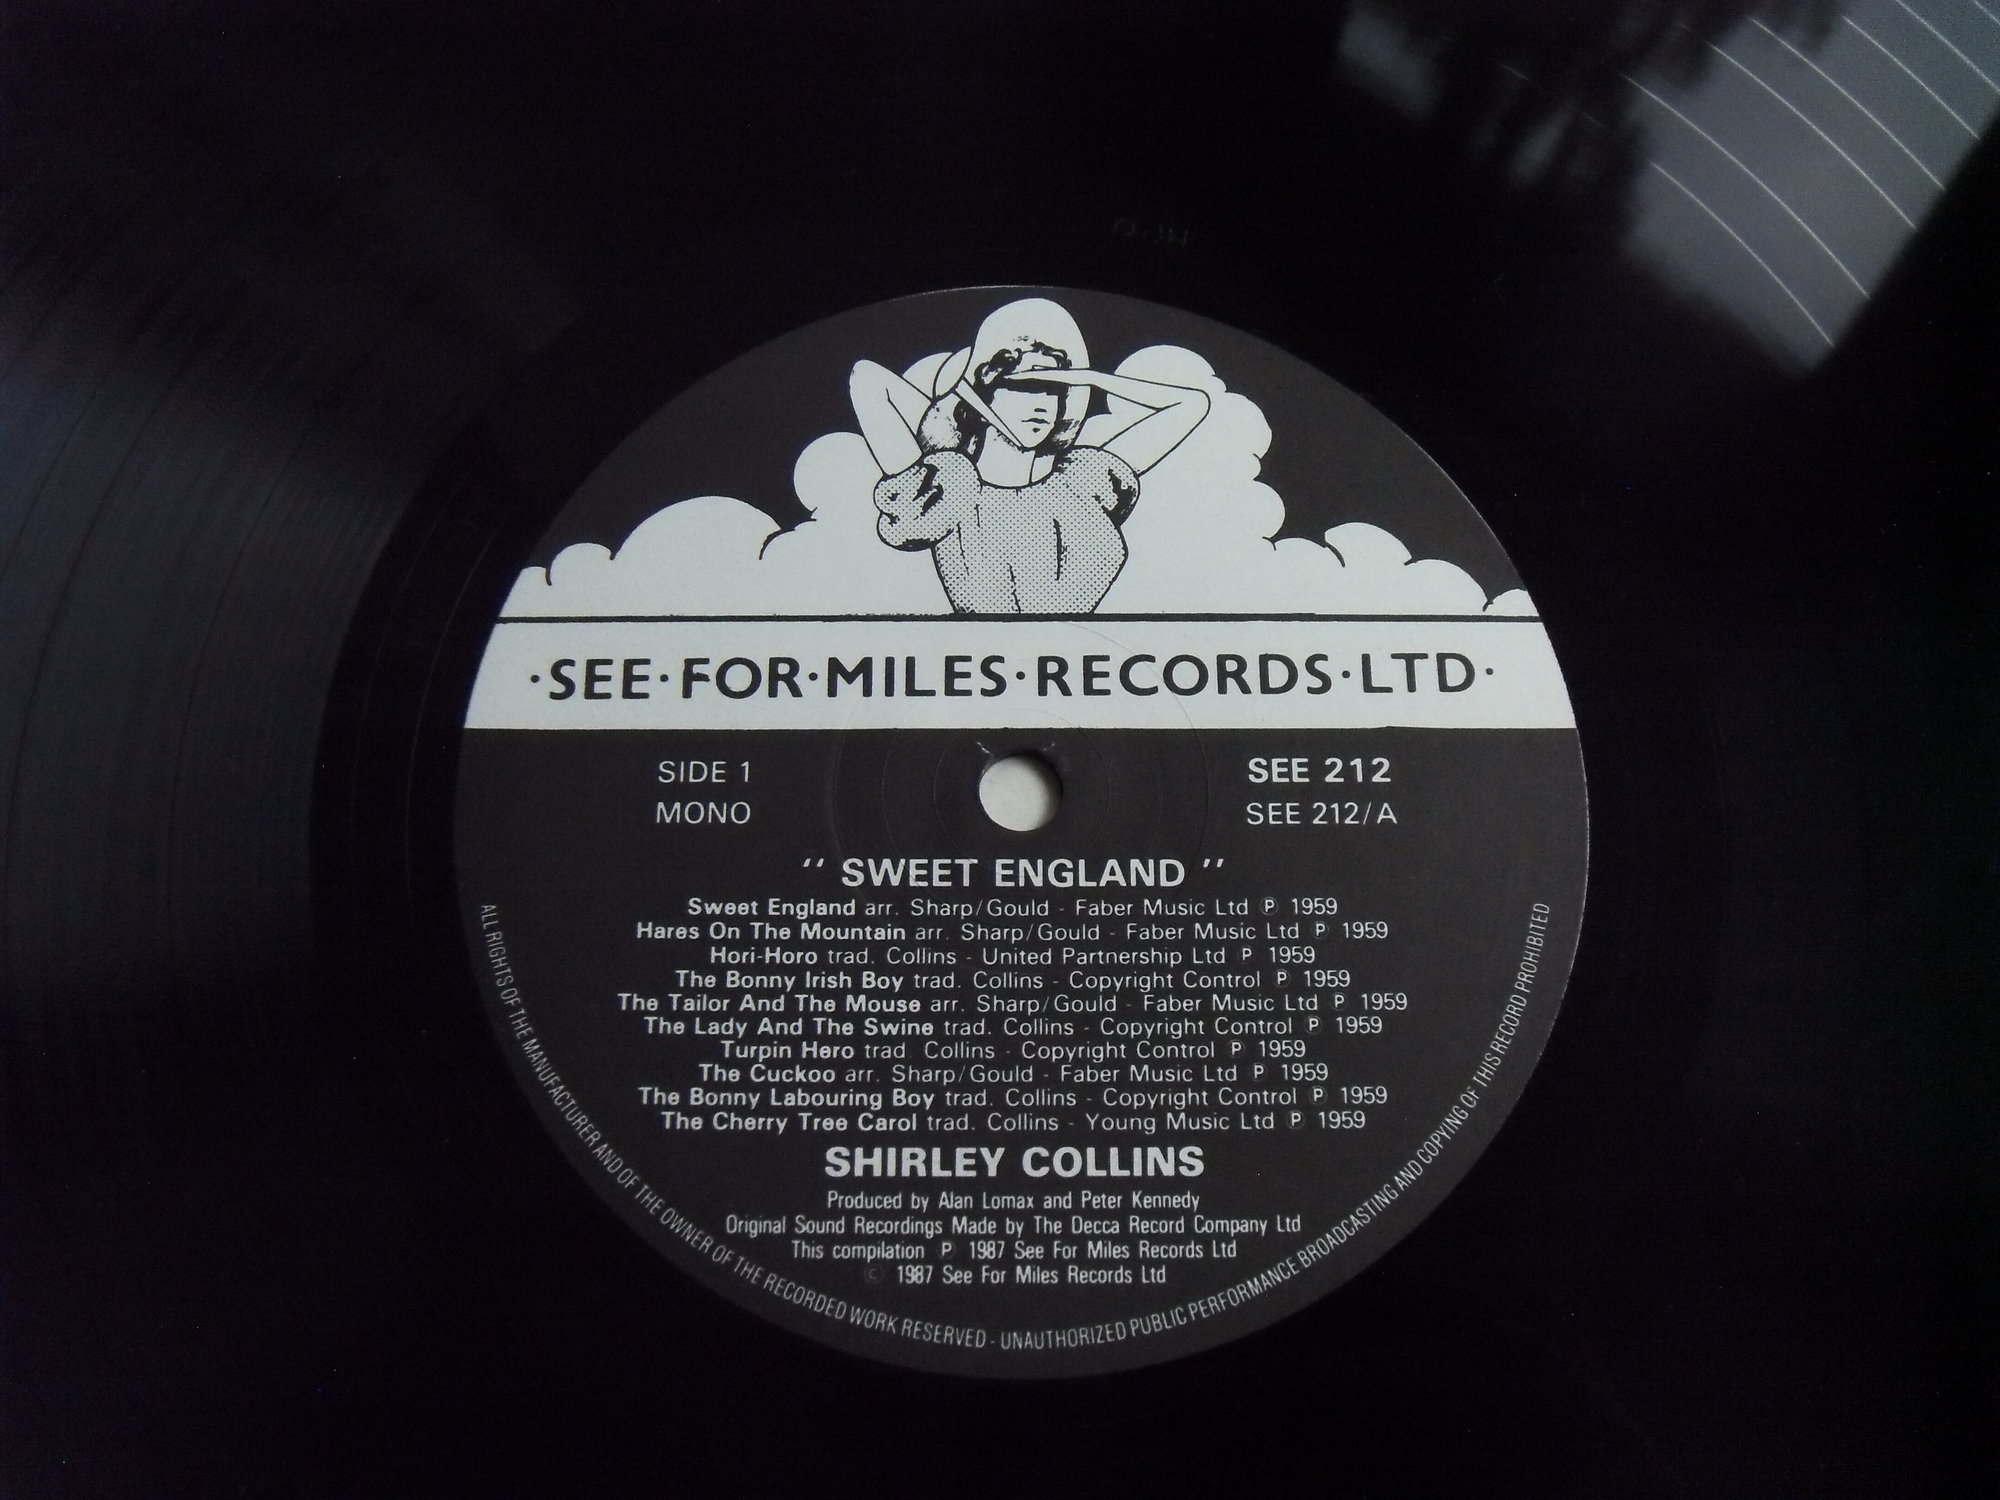 ·SEE·FOR·MILES·RECORDS·LTD·
SIDE 1
SEE 212
MONO
SEE 212/A
" SWEET ENGLAND "
Sweet England arr. Sharp/Gould - Faber Music Ltd Ⓟ 1959
Hares On The Mountain arr. Sharp/Gould - Faber Music Ltd Ⓟ 1959
Hori-Horo trad. Collins - United Partnership Ltd Ⓟ 1959
The Bonny Irish Boy trad. Collins - Copyright Control Ⓟ 1959
The Tailor And The Mouse arr. Sharp/Gould - Faber Music Ltd Ⓟ 1959
The Lady And The Swine trad. Collins - Copyright Control Ⓟ 1959
Turpin Hero trad. Collins - Copyright Control Ⓟ 1959
The Cuckoo arr. Sharp/Gould - Faber Music Ltd Ⓟ 1959
The Bonny Labouring Boy trad. Collins - Copyright Control Ⓟ 1959
The Cherry Tree Carol trad. Collins - Young Music Ltd Ⓟ 1959
SHIRLEY COLLINS
Produced by Alan Lomax and Peter Kennedy
Original Sound Recordings Made by The Decca Record Company Ltd
This compilation Ⓟ 1987 See For Miles Records Ltd
© 1987 See For Miles Records Ltd
ALL RIGHTS OF THE MANUFACTURER AND OF THE OWNER OF THE RECORDED WORK RESERVED - UNAUTHORIZED PUBLIC PERFORMANCE BROADCASTING AND COPYING OF THIS RECORD PROHIBITED